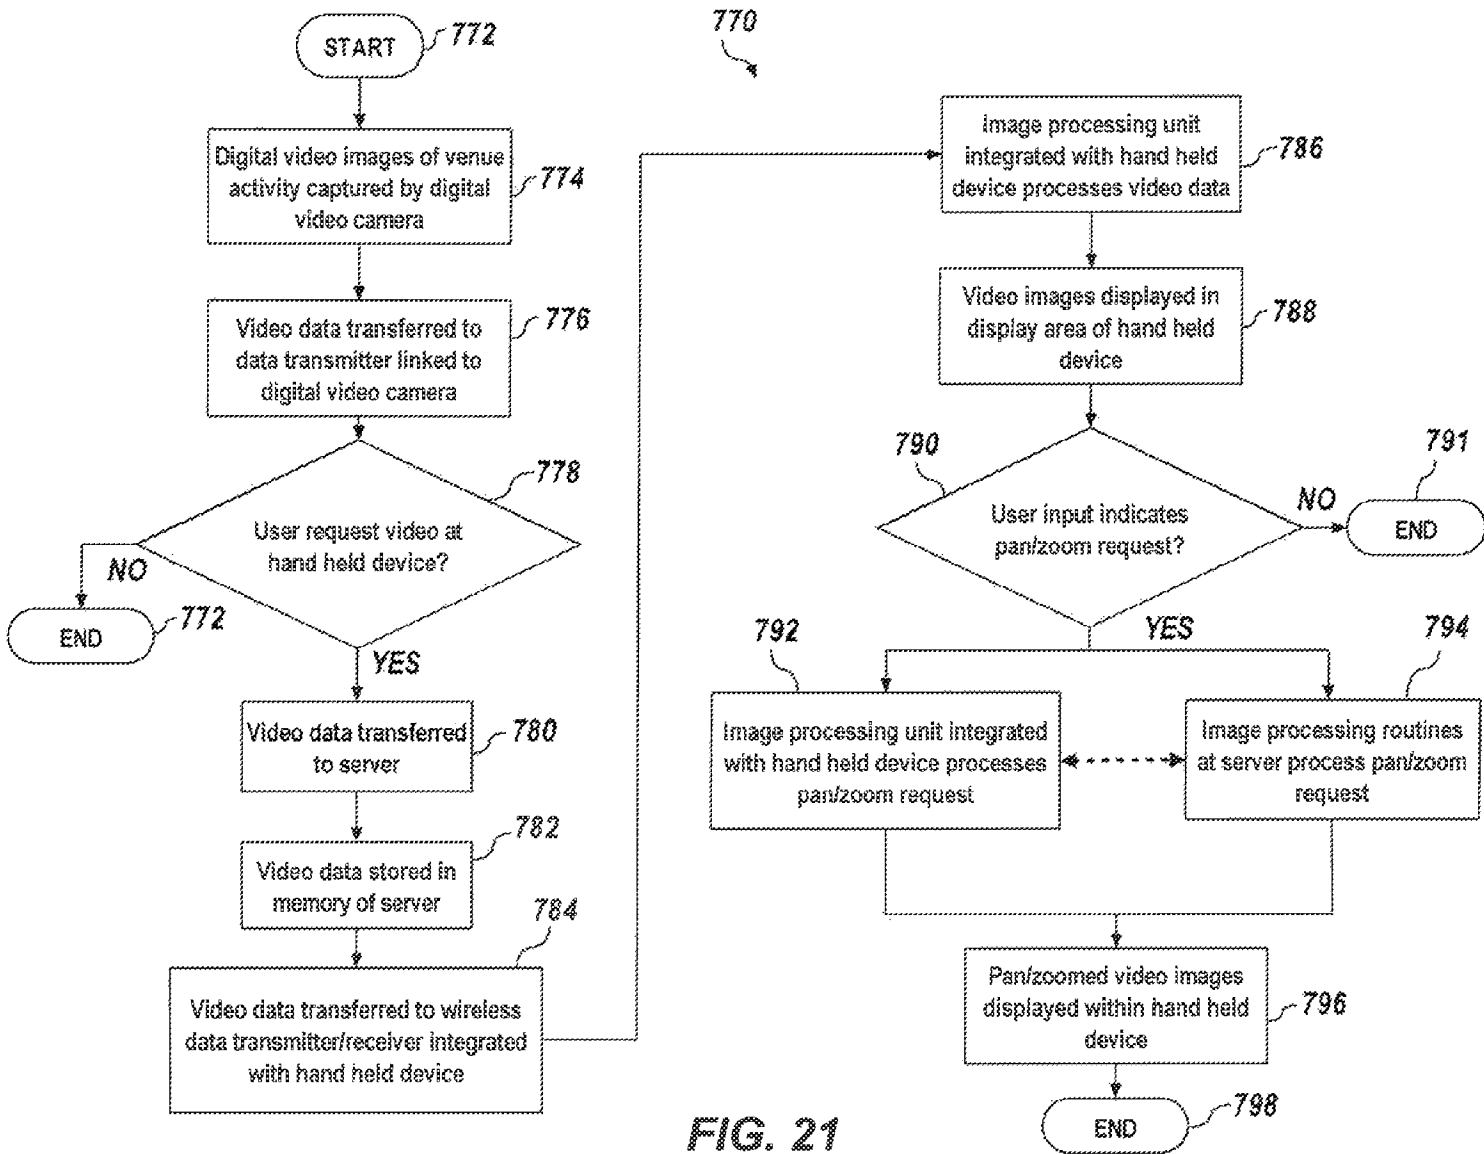 START
772
770
Digital video images of venue
activity captured by digital
video camera
774
Video data transferred to
data transmitter linked to
digital video camera
776
User request video at
hand held device?
778
NO
END
772
YES
Video data transferred
to server
780
Video data stored in
memory of server
782
Video data transferred to wireless
data transmitter/receiver integrated
with hand held device
784
Image processing unit
integrated with hand held
device processes video data
786
Video images displayed in
display area of hand held
device
788
User input indicates
pan/zoom request?
790
NO
END
791
YES
Image processing unit integrated
with hand held device processes
pan/zoom request
792
Image processing routines
at server process pan/zoom
request
794
Pan/zoomed video images
displayed within hand held
device
796
END
798
FIG. 21